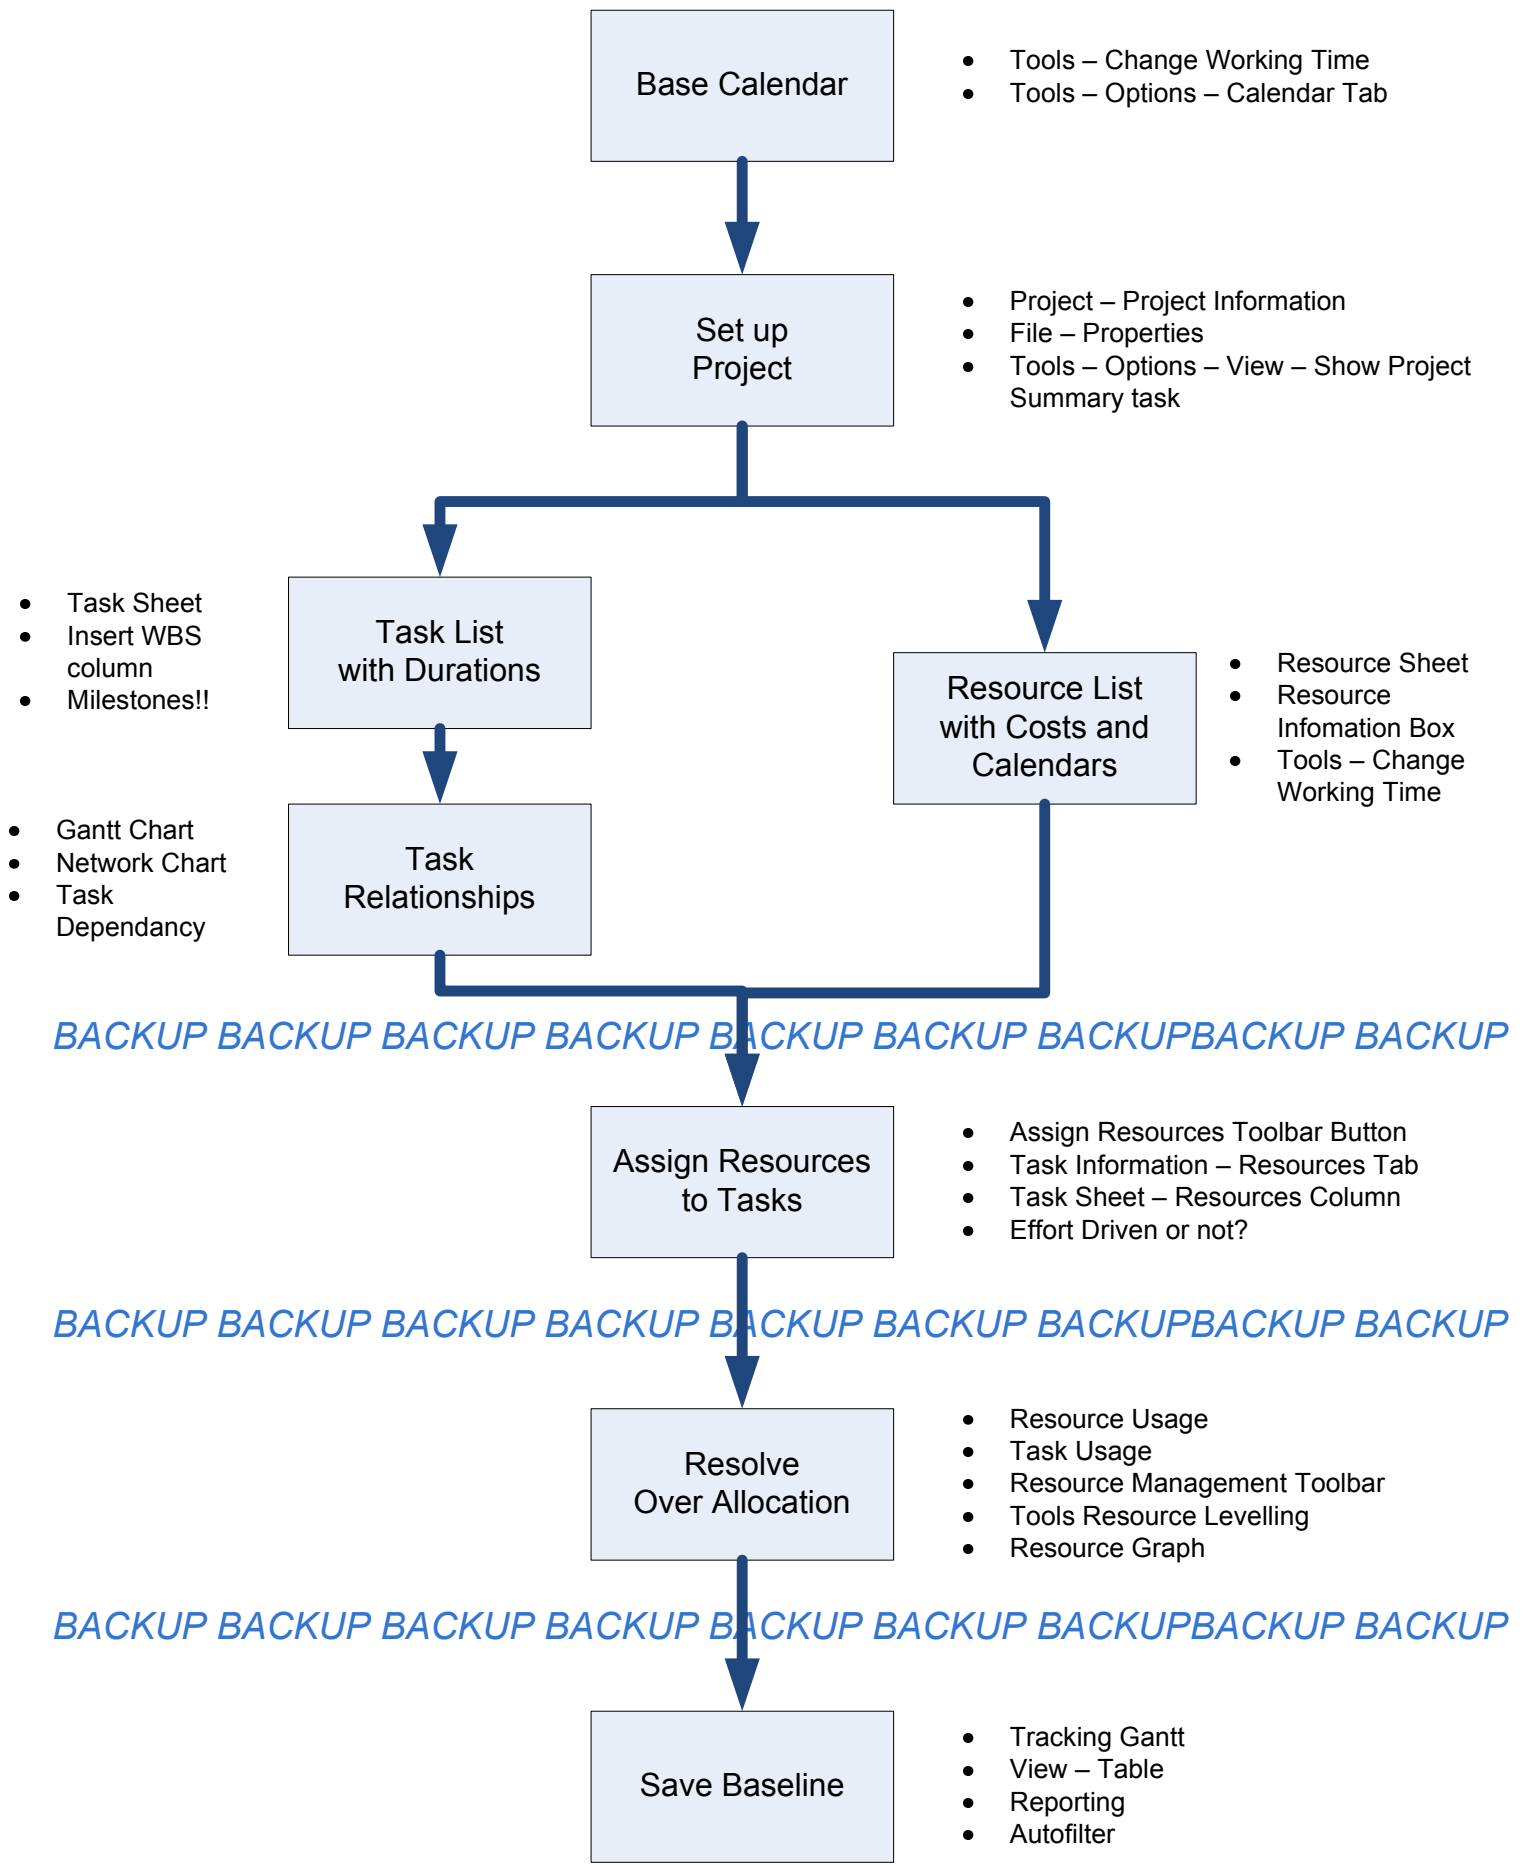 Base Calendar
Tools – Change Working Time
Tools – Options – Calendar Tab
Set up
Project
Project – Project Information
File – Properties
Tools – Options – View – Show Project
Summary task
Task Sheet
Insert WBS
column
Milestones!!
Task List
with Durations
Resource List
with Costs and
Calendars
Resource Sheet
Resource
Infomation Box
Tools – Change
Working Time
Gantt Chart
Network Chart
Task
Dependancy
Task
Relationships
BACKUP BACKUP BACKUP BACKUP BACKUP BACKUP BACKUPBACKUP BACKUP
Assign Resources
to Tasks
Assign Resources Toolbar Button
Task Information – Resources Tab
Task Sheet – Resources Column
Effort Driven or not?
BACKUP BACKUP BACKUP BACKUP BACKUP BACKUP BACKUPBACKUP BACKUP
Resolve
Over Allocation
Resource Usage
Task Usage
Resource Management Toolbar
Tools Resource Levelling
Resource Graph
BACKUP BACKUP BACKUP BACKUP BACKUP BACKUP BACKUPBACKUP BACKUP
Save Baseline
Tracking Gantt
View – Table
Reporting
Autofilter